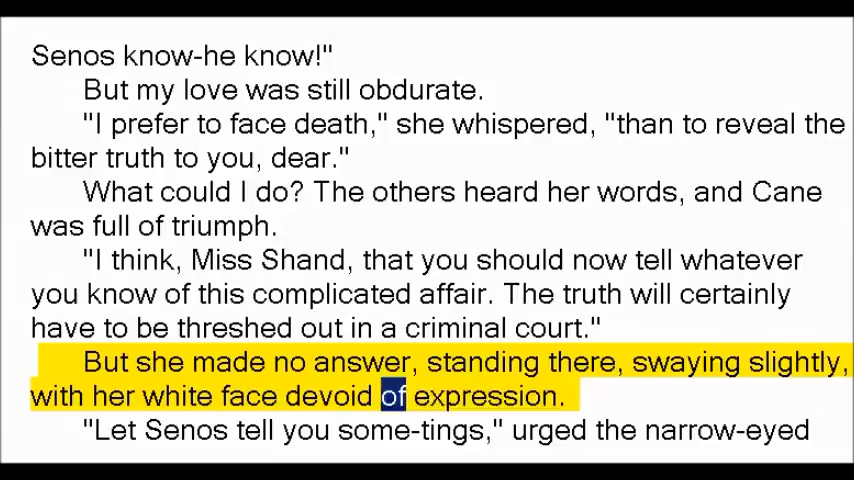 Senos know-he know!"
But my love was still obdurate.
"I prefer to face death," she whispered, "than to reveal the
bitter truth to you, dear."
What could I do? The others heard her words, and Cane
was full of triumph.
"I think, Miss Shand, that you should now tell whatever
you know of this complicated affair. The truth will certainly
have to be threshed out in a criminal court."
But she made no answer, standing there, swaying slightly,
with her white face devoid of expression.
"Let Senos tell you some-tings," urged the narrow-eyed